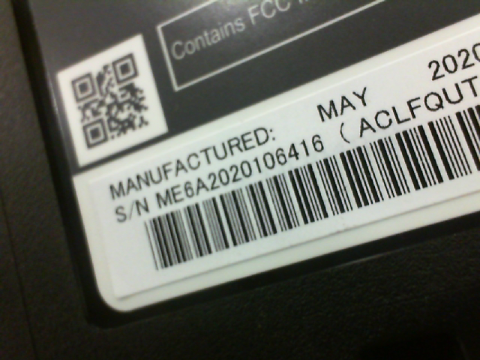 Contains FCC
MANUFACTURED: MAY 2020
S/N ME6A2020106416 ( ACLFQUT